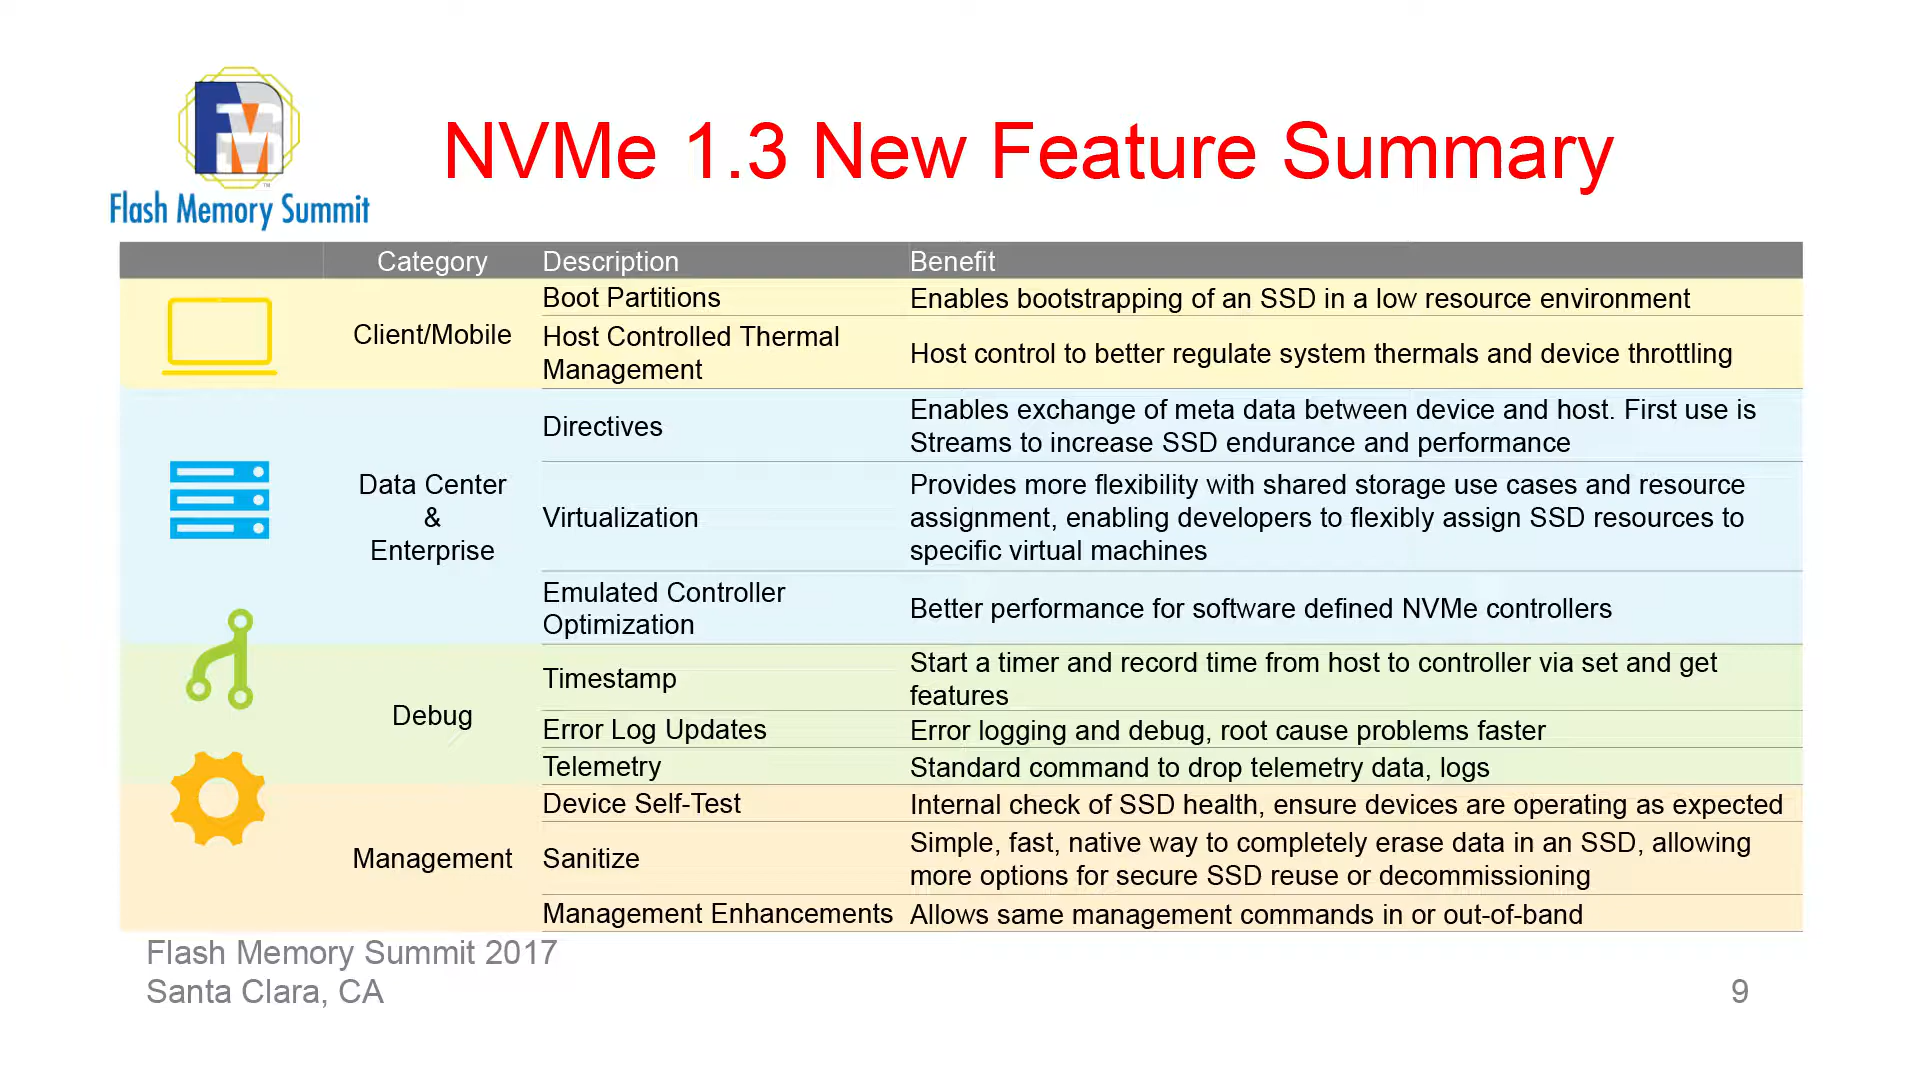 NVMe 1.3 New Feature Summary
FMS
TM
Flash Memory Summit
Category Description Benefit
Client/Mobile
Boot Partitions Enables bootstrapping of an SSD in a low resource environment
Host Controlled Thermal
Management
Host control to better regulate system thermals and device throttling
Data Center
&
Enterprise
Directives
Enables exchange of meta data between device and host. First use is
Streams to increase SSD endurance and performance
Virtualization
Provides more flexibility with shared storage use cases and resource
assignment, enabling developers to flexibly assign SSD resources to
specific virtual machines
Emulated Controller
Optimization
Better performance for software defined NVMe controllers
Debug
Timestamp
Start a timer and record time from host to controller via set and get
features
Error Log Updates Error logging and debug, root cause problems faster
Telemetry Standard command to drop telemetry data, logs
Management
Device Self-Test Internal check of SSD health, ensure devices are operating as expected
Sanitize
Simple, fast, native way to completely erase data in an SSD, allowing
more options for secure SSD reuse or decommissioning
Management Enhancements Allows same management commands in or out-of-band
Flash Memory Summit 2017
Santa Clara, CA
9